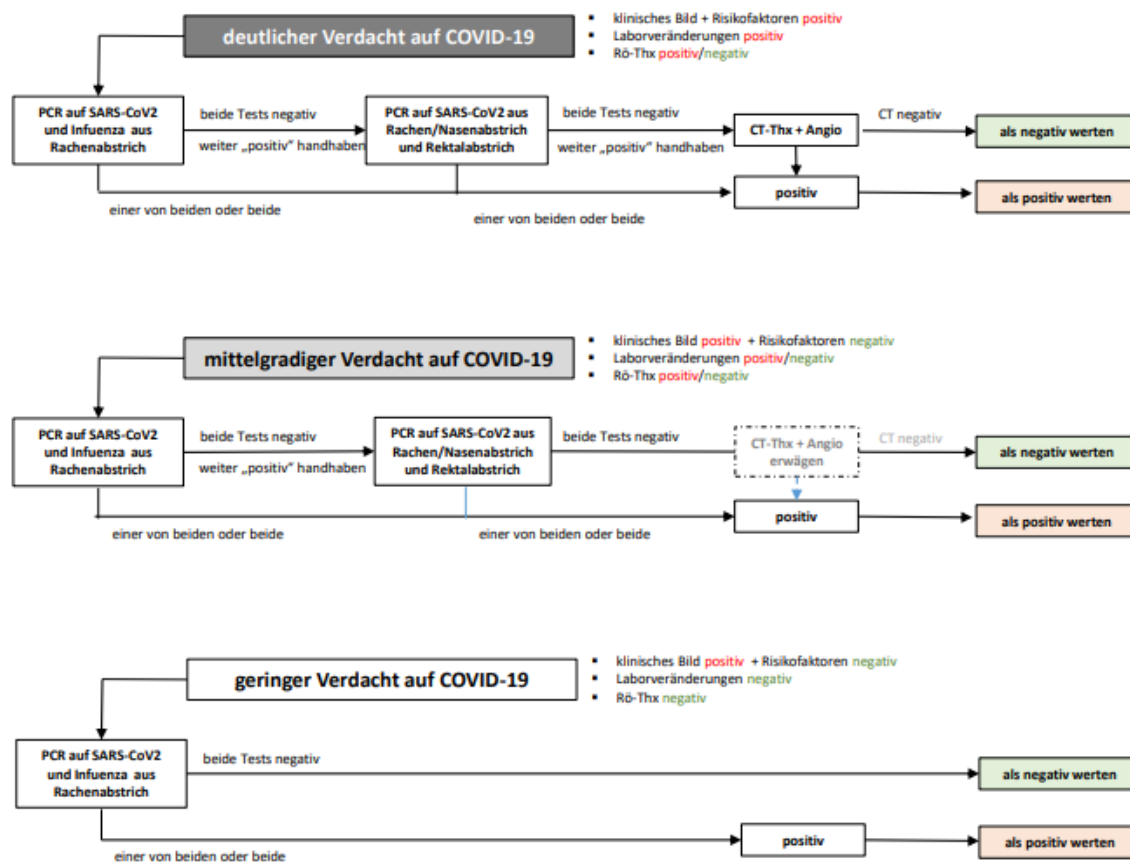 deutlicher Verdacht auf COVID-19
▪ klinisches Bild + Risikofaktoren positiv
▪ Laborveränderungen positiv
▪ Rö-Thx positiv/negativ
PCR auf SARS-CoV2
und Infuenza aus
Rachenabstrich
beide Tests negativ
weiter „positiv" handhaben
PCR auf SARS-CoV2 aus
Rachen/Nasenabstrich
und Rektalabstrich
beide Tests negativ
weiter „positiv" handhaben
CT-Thx + Angio
CT negativ
als negativ werten
einer von beiden oder beide
einer von beiden oder beide
positiv
als positiv werten
mittelgradiger Verdacht auf COVID-19
▪ klinisches Bild positiv + Risikofaktoren negativ
▪ Laborveränderungen positiv/negativ
▪ Rö-Thx positiv/negativ
PCR auf SARS-CoV2
und Infuenza aus
Rachenabstrich
beide Tests negativ
weiter „positiv" handhaben
PCR auf SARS-CoV2 aus
Rachen/Nasenabstrich
und Rektalabstrich
beide Tests negativ
CT-Thx + Angio
erwägen
CT negativ
als negativ werten
einer von beiden oder beide
einer von beiden oder beide
positiv
als positiv werten
geringer Verdacht auf COVID-19
▪ klinisches Bild positiv + Risikofaktoren negativ
▪ Laborveränderungen negativ
▪ Rö-Thx negativ
PCR auf SARS-CoV2
und Infuenza aus
Rachenabstrich
beide Tests negativ
als negativ werten
einer von beiden oder beide
positiv
als positiv werten